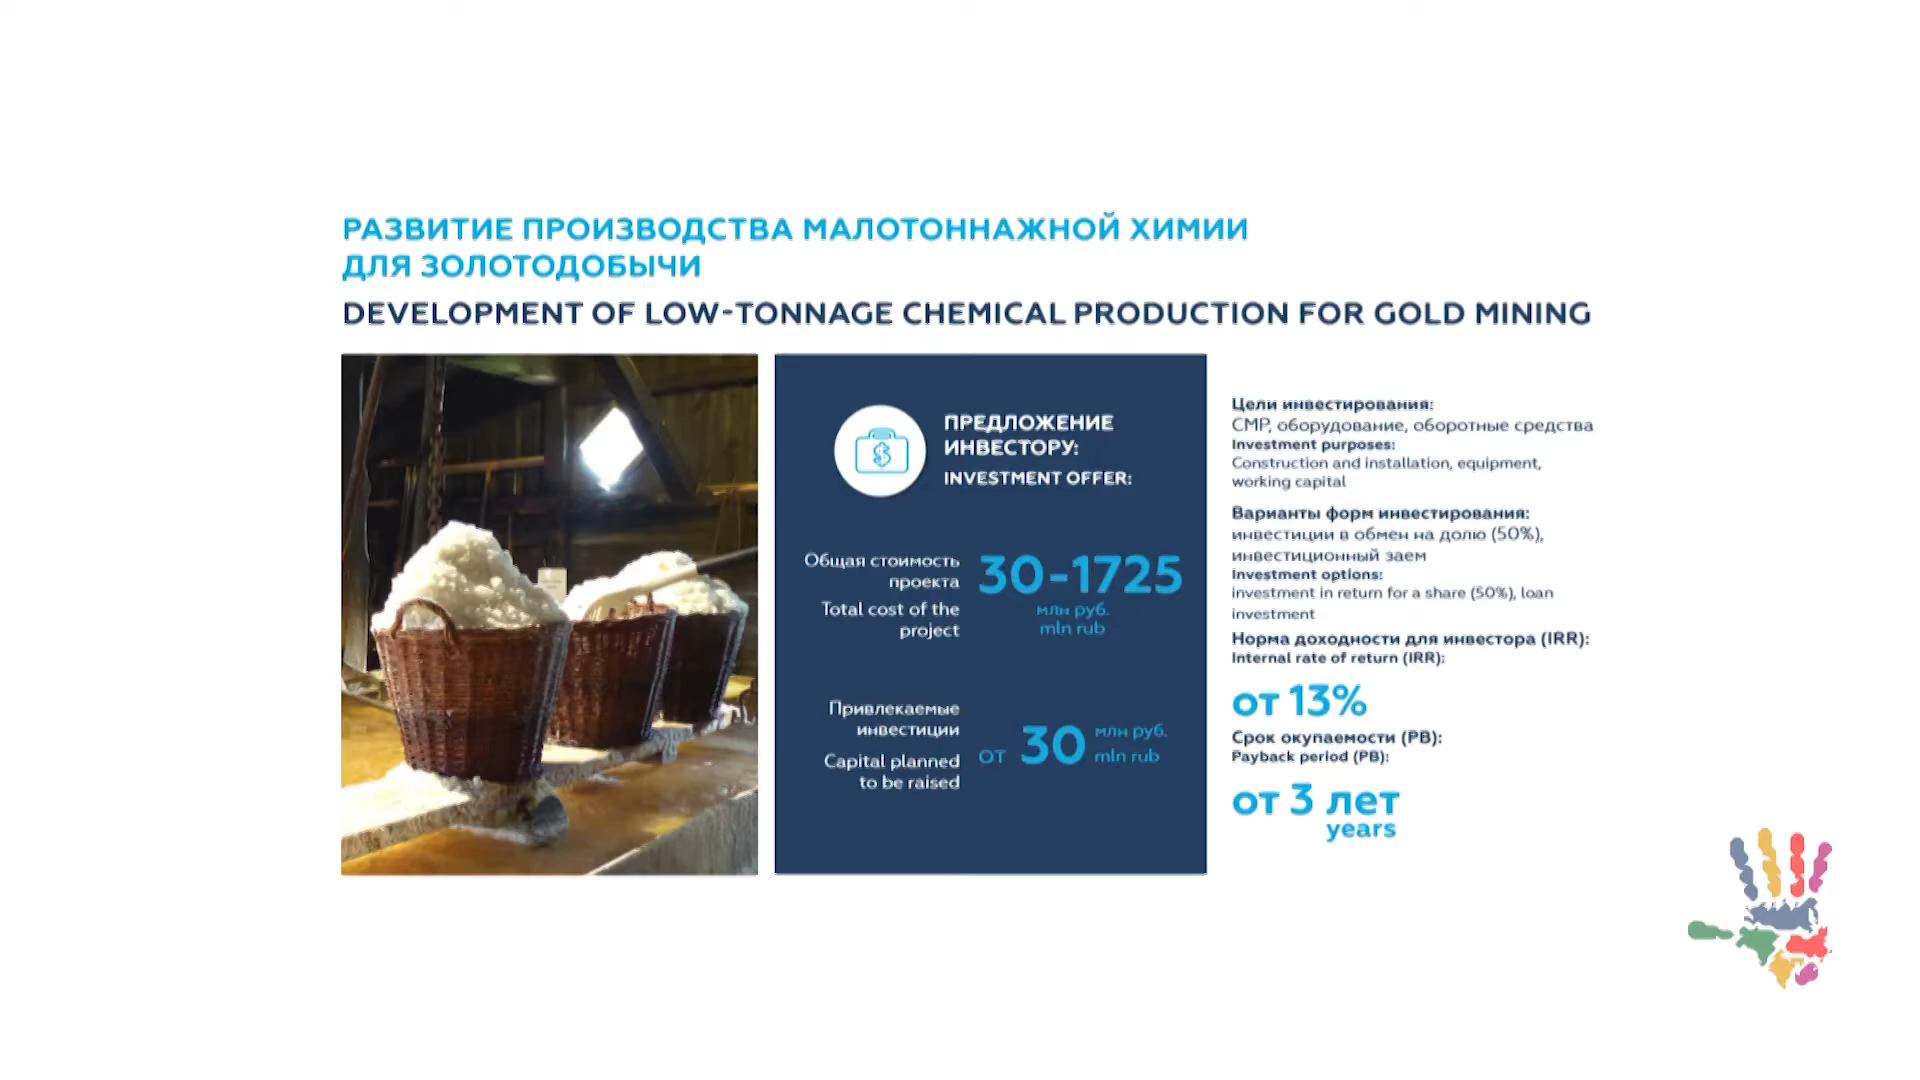 РАЗВИТИЕ ПРОИЗВОДСТВА МАЛОТОННАЖНОЙ ХИМИИ
ДЛЯ ЗОЛОТОДОБЫЧИ
DEVELOPMENT OF LOW-TONNAGE CHEMICAL PRODUCTION FOR GOLD MINING
ПРЕДЛОЖЕНИЕ
ИНВЕСТОРУ:
INVESTMENT OFFER:
Общая стоимость
проекта
Total cost of the
project
30-1725
млн руб.
mln rub
Привлекаемые
инвестиции
Capital planned
to be raised
от 30 млн руб.
mln rub
Цели инвестирования:
СМР, оборудование, оборотные средства
Investment purposes:
Construction and installation, equipment,
working capital
Варианты форм инвестирования:
инвестиции в обмен на долю (50%),
инвестиционный заем
Investment options:
investment in return for a share (50%), loan
investment
Норма доходности для инвестора (IRR):
Internal rate of return (IRR):
от 13%
Срок окупаемости (PB):
Payback period (PB):
от 3 лет
years